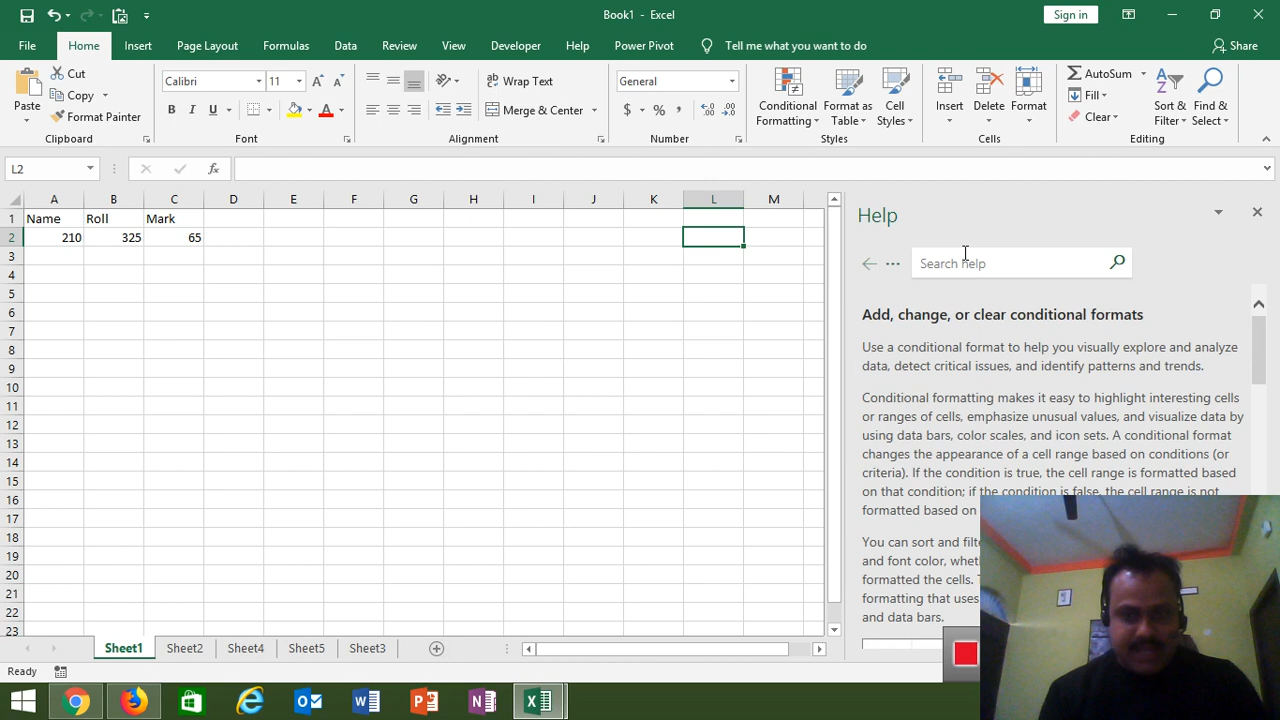 Book1 - Excel
Sign in
File Home Insert Page Layout Formulas Data Review View Developer Help Power Pivot Tell me what you want to do Share
Paste
Cut
Copy
Format Painter
Clipboard
Calibri 11
B I U A
Font
Wrap Text
Merge & Center
Alignment
General
$ % ,
Number
Conditional Formatting
Format as Table
Cell Styles
Styles
Insert Delete Format
Cells
AutoSum
Fill
Clear
Sort & Filter
Find & Select
Editing
L2
fx
A B C D E F G H I J K L M
1 Name Roll Mark
2 210 325 65
3
4
5
6
7
8
9
10
11
12
13
14
15
16
17
18
19
20
21
22
23
Help
Search help
Add, change, or clear conditional formats
Use a conditional format to help you visually explore and analyze
data, detect critical issues, and identify patterns and trends.
Conditional formatting makes it easy to highlight interesting cells
or ranges of cells, emphasize unusual values, and visualize data by
using data bars, color scales, and icon sets. A conditional format
changes the appearance of a cell range based on conditions (or
criteria). If the condition is true, the cell range is formatted based
on that condition; if the condition is false, the cell range is not
formatted based on
You can sort and
and font color,
formatted the cells.
formatting that uses
and data bars.
Sheet1 Sheet2 Sheet4 Sheet5 Sheet3
Ready